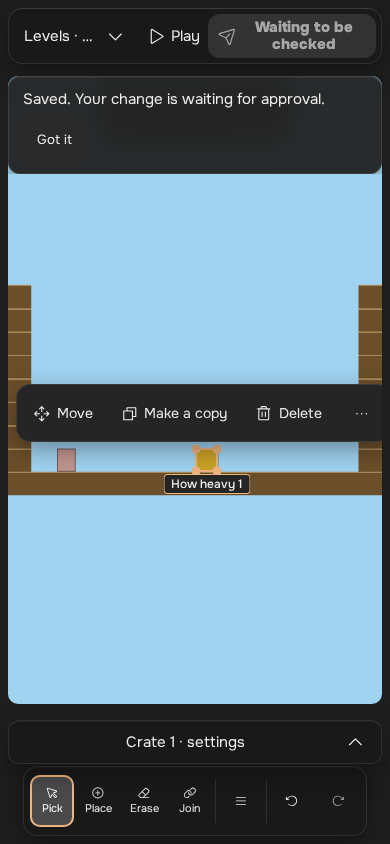 Levels · ...
Play
Waiting to be
checked
Saved. Your change is waiting for approval.
Got it
Move
Make a copy
Delete
...
How heavy 1
Crate 1 · settings
Pick
Place
Erase
Join